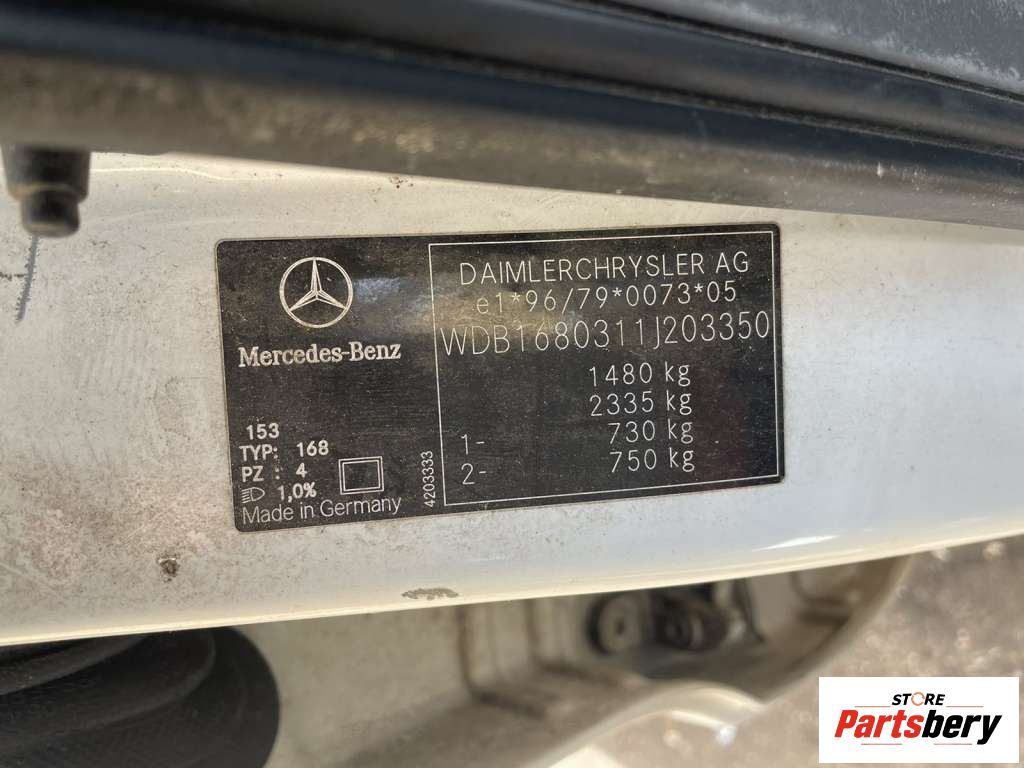 Mercedes-Benz
153
TYP: 168
PZ : 4
1,0%
Made in Germany
4203333
DAIMLERCHRYSLER AG
e1*96/79*0073*05
WDB1680311J203350
1480 kg
2335 kg
1- 730 kg
2- 750 kg
STORE
Partsbery